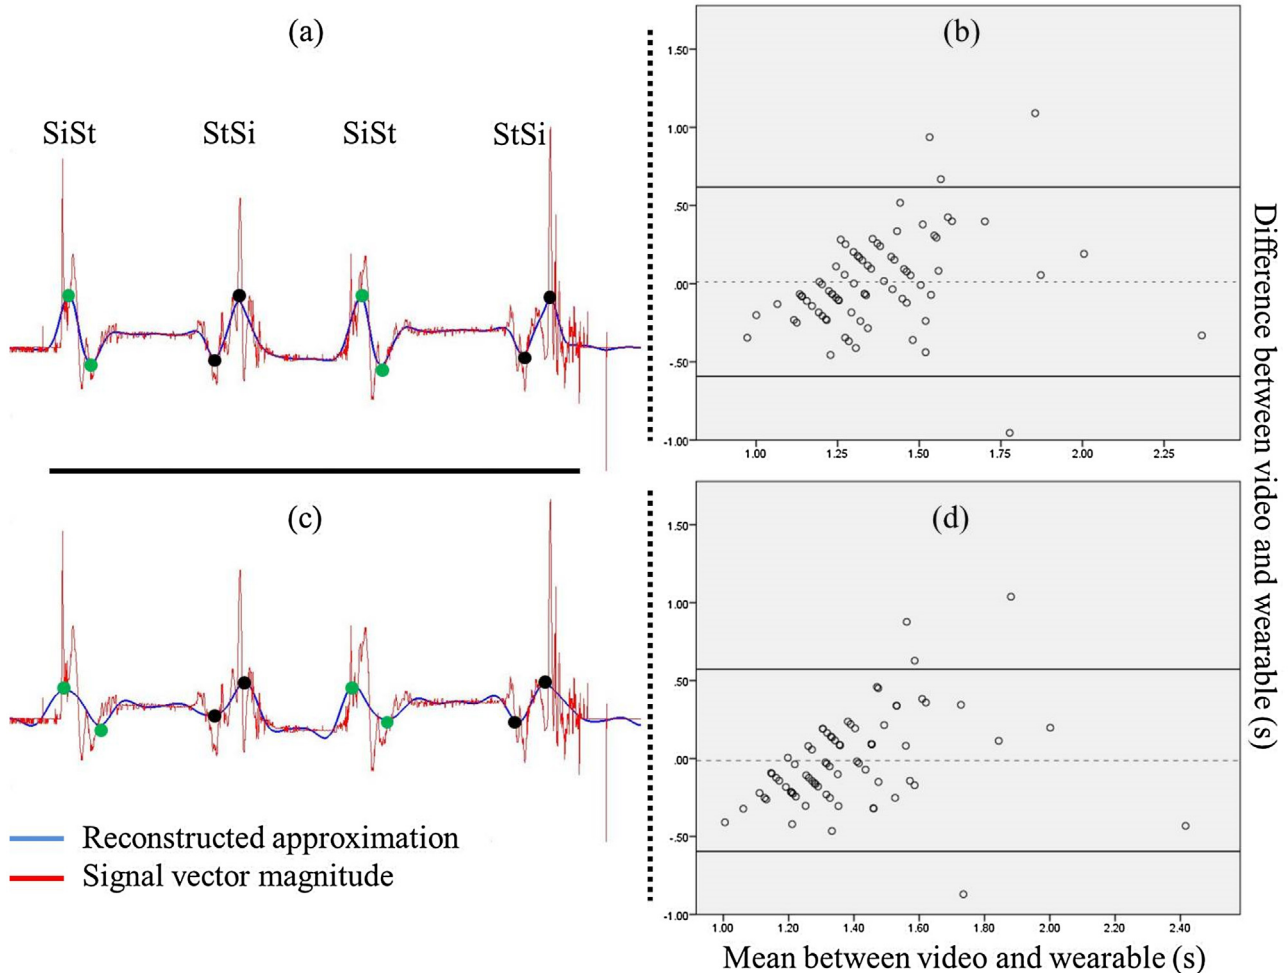 (a)
SiSt
StSi
SiSt
StSi
(b)
1.50
1.00
.50
.00
-.50
-1.00
1.00
1.25
1.50
1.75
2.00
2.25
(c)
Reconstructed approximation
Signal vector magnitude
(d)
1.50
1.00
.50
.00
-.50
-1.00
1.00
1.20
1.40
1.60
1.80
2.00
2.20
2.40
Mean between video and wearable (s)
Difference between video and wearable (s)